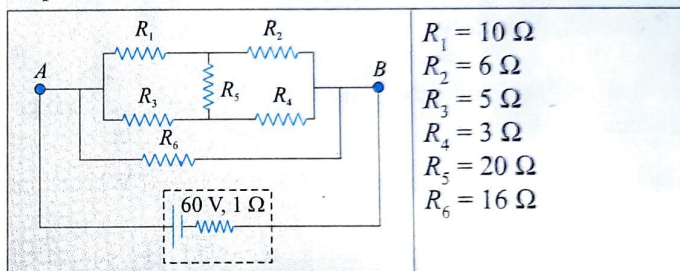 R₁ R₂
A B
R₃ R₅ R₄
R₆
60 V, 1 Ω
R₁ = 10 Ω
R₂ = 6 Ω
R₃ = 5 Ω
R₄ = 3 Ω
R₅ = 20 Ω
R₆ = 16 Ω